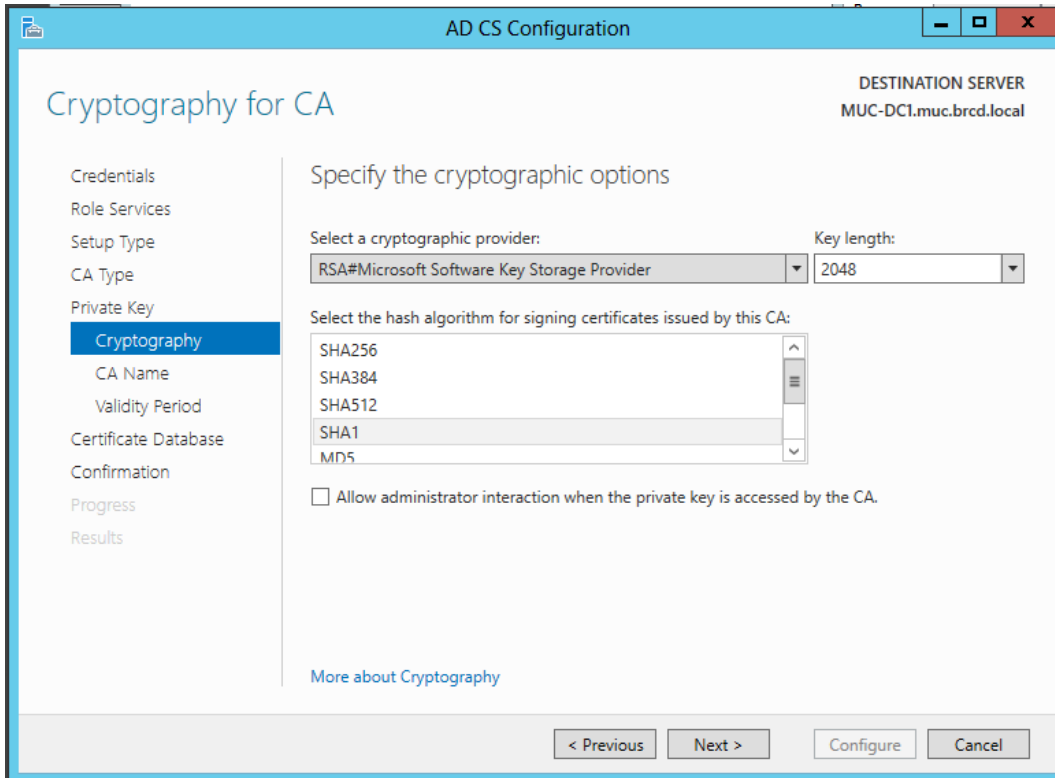 AD CS Configuration
DESTINATION SERVER
MUC-DC1.muc.brcd.local
Cryptography for CA
Credentials
Role Services
Setup Type
CA Type
Private Key
Cryptography
CA Name
Validity Period
Certificate Database
Confirmation
Progress
Results
Specify the cryptographic options
Select a cryptographic provider:
Key length:
RSA#Microsoft Software Key Storage Provider
2048
Select the hash algorithm for signing certificates issued by this CA:
SHA256
SHA384
SHA512
SHA1
MD5
Allow administrator interaction when the private key is accessed by the CA.
More about Cryptography
< Previous
Next >
Configure
Cancel